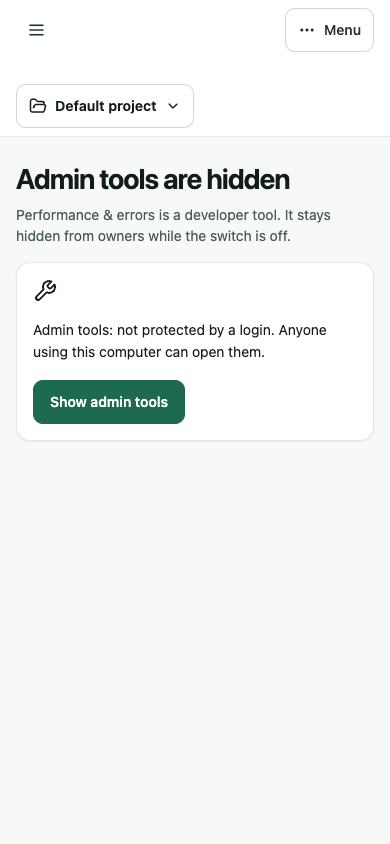 Menu
Default project
Admin tools are hidden
Performance & errors is a developer tool. It stays
hidden from owners while the switch is off.
Admin tools: not protected by a login. Anyone
using this computer can open them.
Show admin tools